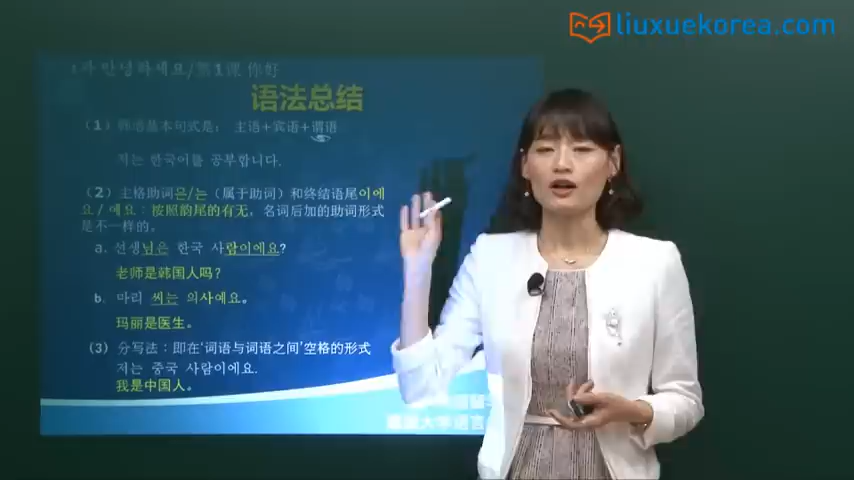 liuxuekorea.com
1과 안녕하세요/第1课 你好
语法总结
（1）韩语基本句式是： 主语+宾语+谓语
저는 한국어를 공부합니다.
（2）主格助词은/는（属于助词）和终结语尾이에
요/예요：按照韵尾的有无，名词后加的助词形式
是不一样的。
a. 선생님은 한국 사람이에요?
老师是韩国人吗？
b. 마리 씨는 의사예요。
玛丽是医生。
（3）分写法：即在‘词语与词语之间’空格的形式
저는 중국 사람이에요.
我是中国人。
大学语言